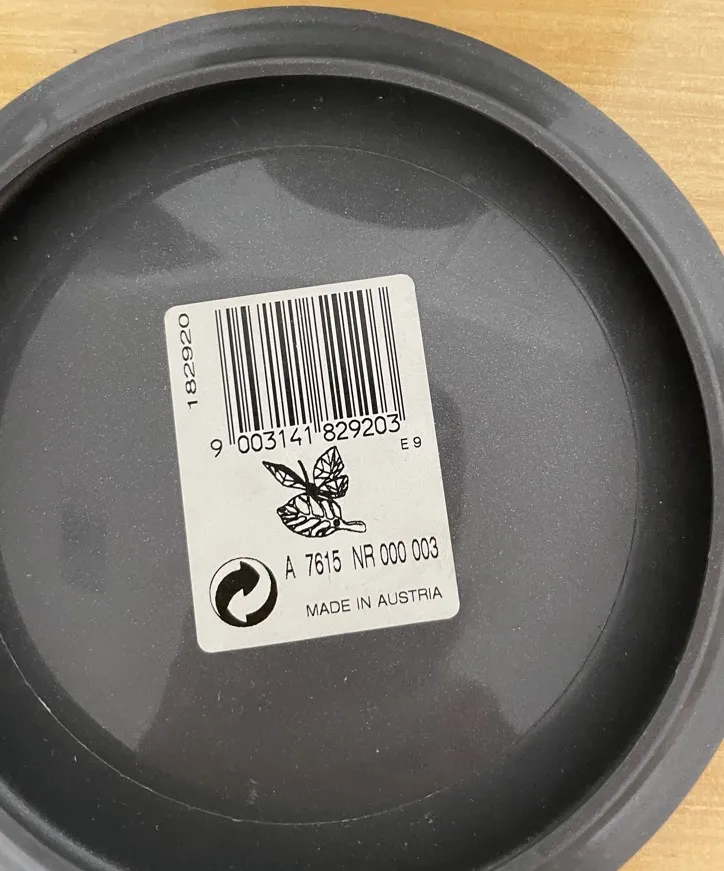 182920
9 003141 829203
E 9
A 7615 NR 000 003
MADE IN AUSTRIA